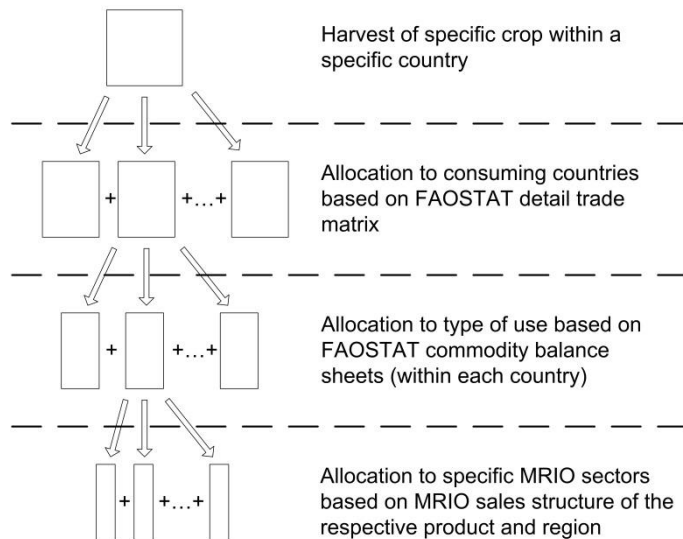 Harvest of specific crop within a
specific country
Allocation to consuming countries
based on FAOSTAT detail trade
matrix
+ +...+
Allocation to type of use based on
FAOSTAT commodity balance
sheets (within each country)
+ +...+
Allocation to specific MRIO sectors
based on MRIO sales structure of the
respective product and region
+ +...+